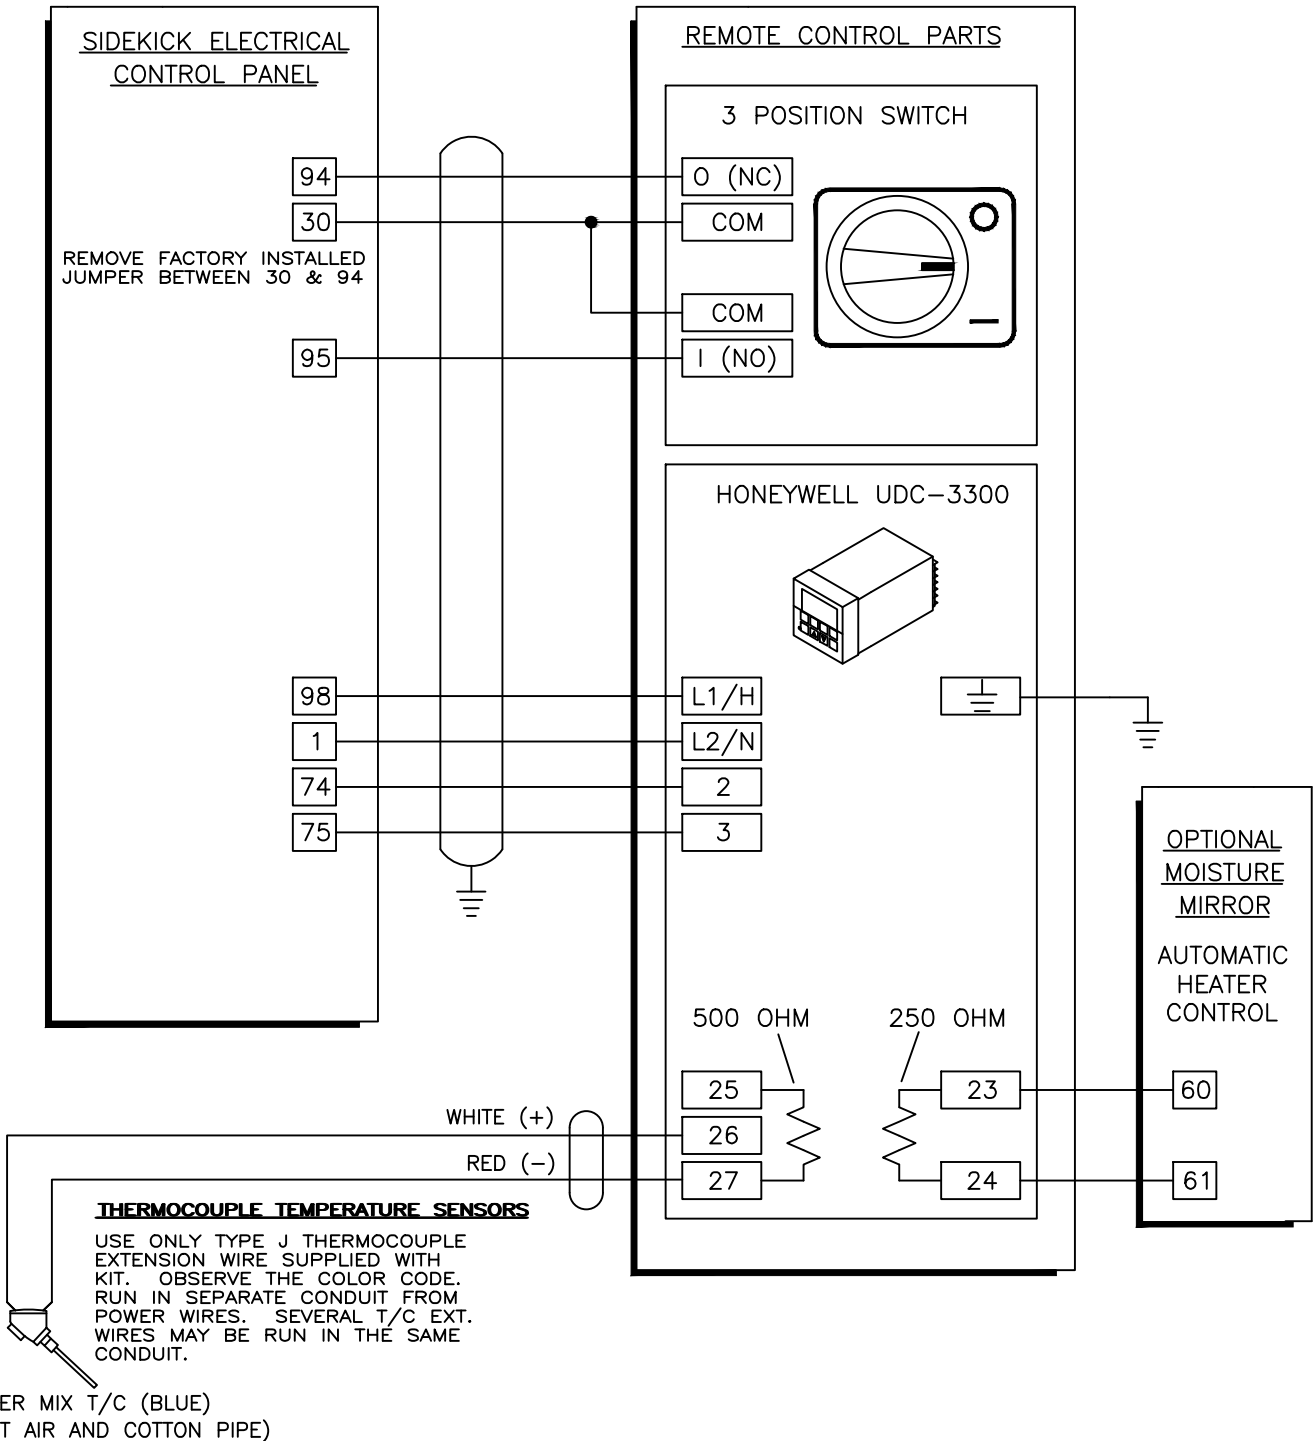 SIDEKICK ELECTRICAL
CONTROL PANEL
94
30
REMOVE FACTORY INSTALLED
JUMPER BETWEEN 30 & 94
95
98
1
74
75
REMOTE CONTROL PARTS
3 POSITION SWITCH
O (NC)
COM
COM
I (NO)
HONEYWELL UDC-3300
L1/H
L2/N
2
3
500 OHM
250 OHM
25
26
27
23
24
OPTIONAL
MOISTURE
MIRROR
AUTOMATIC
HEATER
CONTROL
60
61
WHITE (+)
RED (-)
THERMOCOUPLE TEMPERATURE SENSORS
USE ONLY TYPE J THERMOCOUPLE
EXTENSION WIRE SUPPLIED WITH
KIT. OBSERVE THE COLOR CODE.
RUN IN SEPARATE CONDUIT FROM
POWER WIRES. SEVERAL T/C EXT.
WIRES MAY BE RUN IN THE SAME
CONDUIT.
ER MIX T/C (BLUE)
T AIR AND COTTON PIPE)